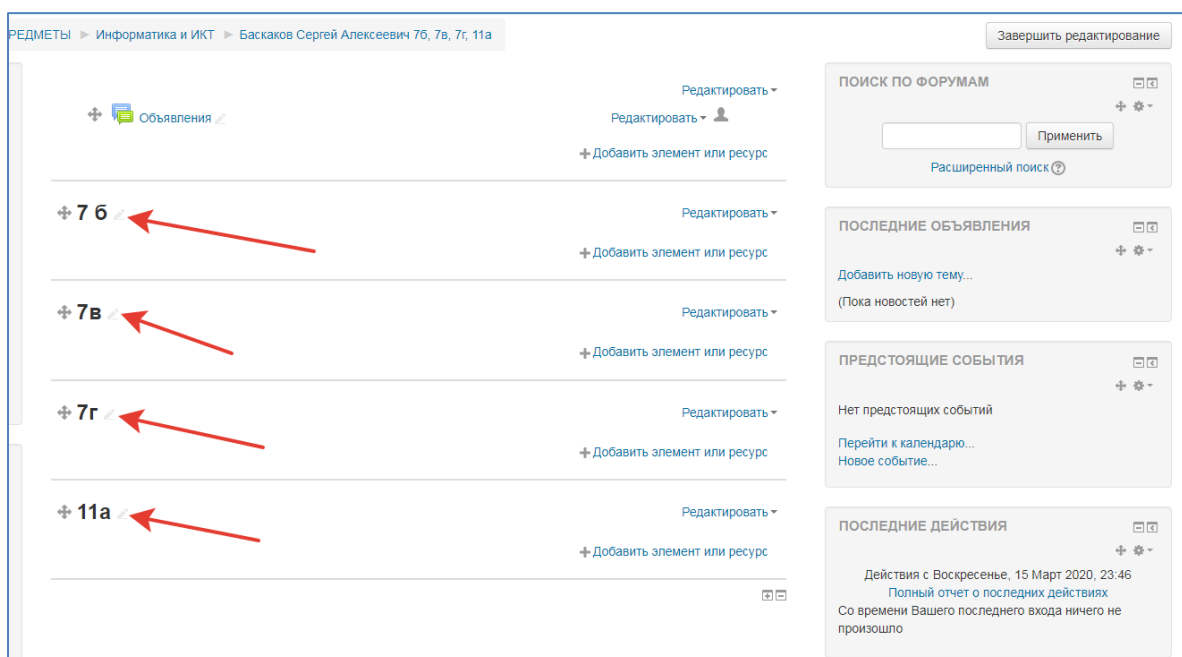 РЕДМЕТЫ ► Информатика и ИКТ ► Баскаков Сергей Алексеевич 7б, 7в, 7г, 11а
Завершить редактирование
Редактировать
Объявления
Редактировать
Добавить элемент или ресурс
7 б
Редактировать
Добавить элемент или ресурс
7в
Редактировать
Добавить элемент или ресурс
7г
Редактировать
Добавить элемент или ресурс
11а
Редактировать
Добавить элемент или ресурс
ПОИСК ПО ФОРУМАМ
Применить
Расширенный поиск
ПОСЛЕДНИЕ ОБЪЯВЛЕНИЯ
Добавить новую тему...
(Пока новостей нет)
ПРЕДСТОЯЩИЕ СОБЫТИЯ
Нет предстоящих событий
Перейти к календарю...
Новое событие...
ПОСЛЕДНИЕ ДЕЙСТВИЯ
Действия с Воскресенье, 15 Март 2020, 23:46
Полный отчет о последних действиях
Со времени Вашего последнего входа ничего не
произошло